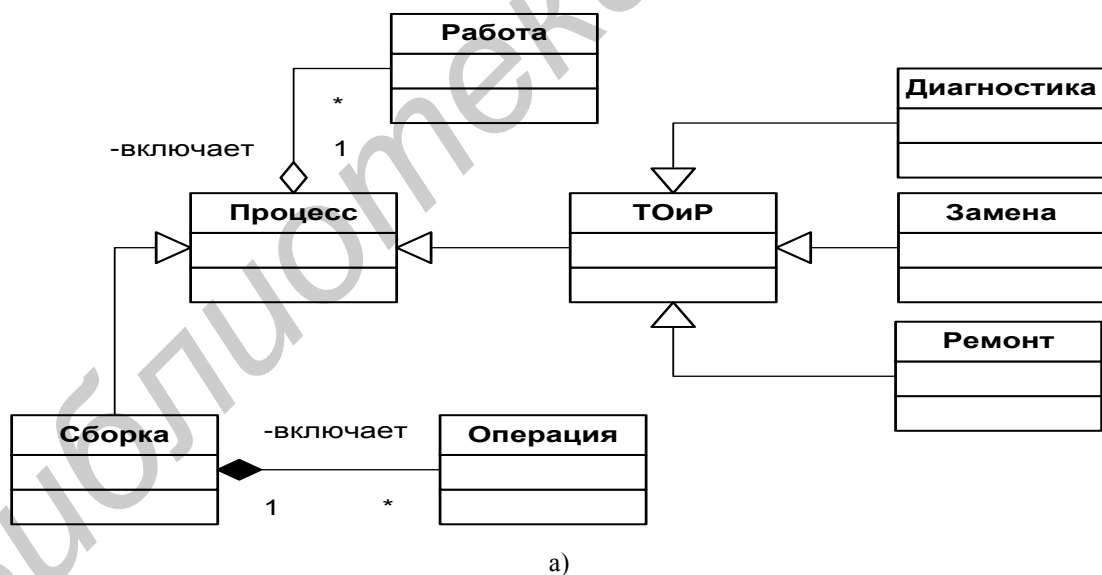 Работа
Диагностика
*
-включает 1
Процесс
ТОиР
Замена
Ремонт
Сборка
-включает
Операция
1 *
а)